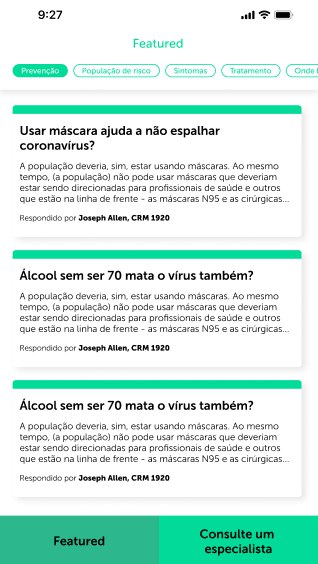 9:27
Featured
Prevenção População de risco Sintomas Tratamento Onde
Usar máscara ajuda a não espalhar
coronavírus?
A população deveria, sim, estar usando máscaras. Ao mesmo
tempo, (a população) não pode usar máscaras que deveriam
estar sendo direcionadas para profissionais de saúde e outros
que estão na linha de frente - as máscaras N95 e as cirúrgicas...
Respondido por Joseph Allen, CRM 1920
Álcool sem ser 70 mata o vírus também?
A população deveria, sim, estar usando máscaras. Ao mesmo
tempo, (a população) não pode usar máscaras que deveriam
estar sendo direcionadas para profissionais de saúde e outros
que estão na linha de frente - as máscaras N95 e as cirúrgicas...
Respondido por Joseph Allen, CRM 1920
Álcool sem ser 70 mata o vírus também?
A população deveria, sim, estar usando máscaras. Ao mesmo
tempo, (a população) não pode usar máscaras que deveriam
estar sendo direcionadas para profissionais de saúde e outros
que estão na linha de frente - as máscaras N95 e as cirúrgicas...
Respondido por Joseph Allen, CRM 1920
Featured
Consulte um
especialista